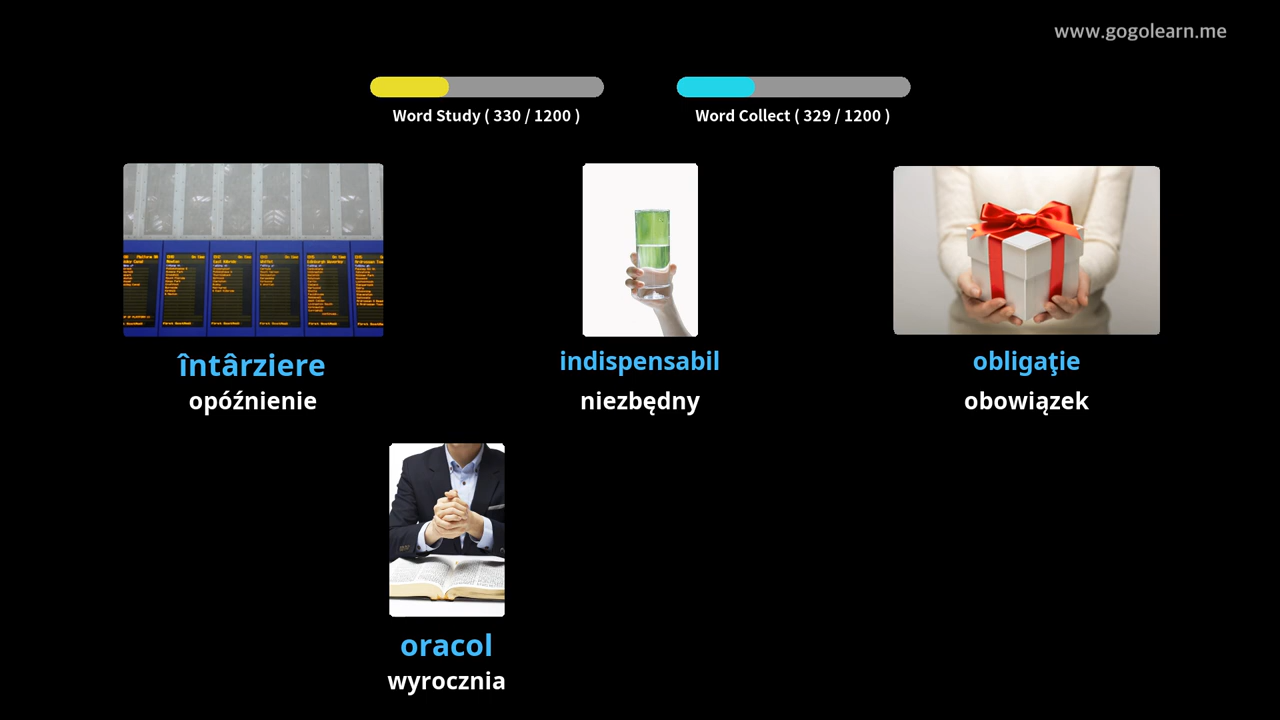 www.gogolearn.me
Word Study ( 330 / 1200 )
Word Collect ( 329 / 1200 )
întârziere
opóźnienie
indispensabil
niezbędny
obligaţie
obowiązek
oracol
wyrocznia